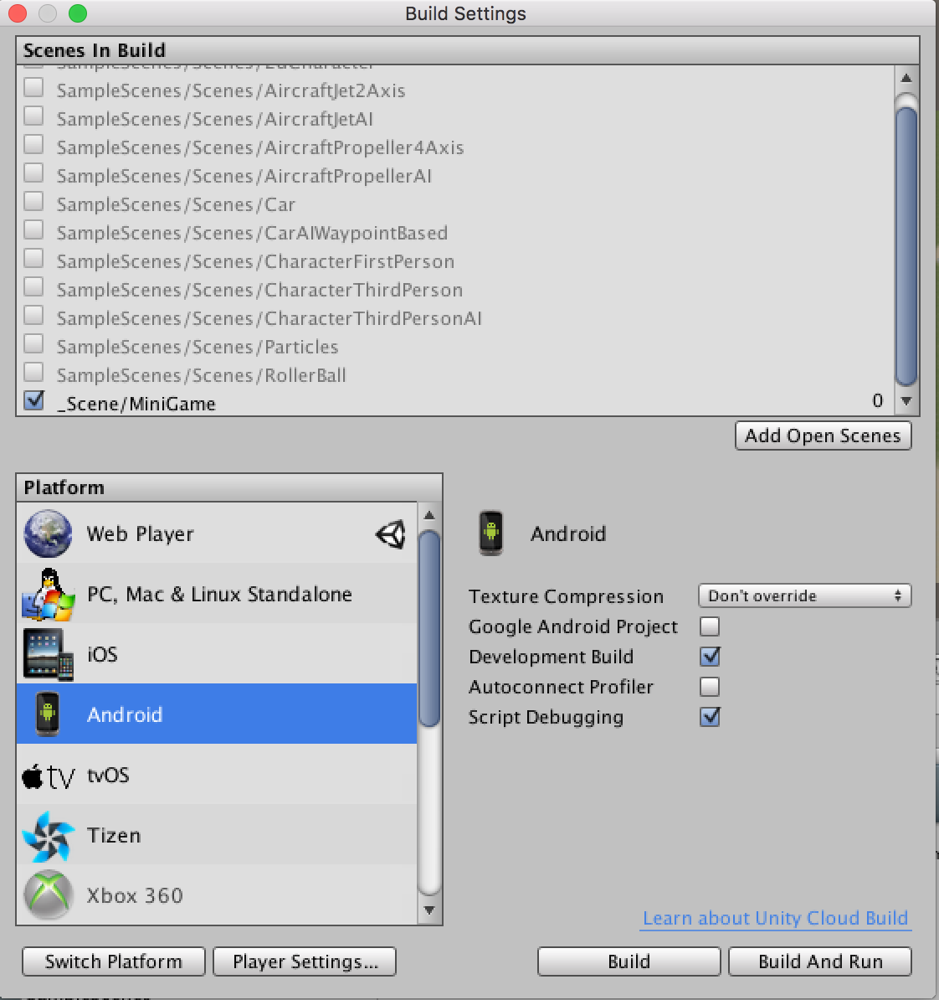 Build Settings
Scenes In Build
SampleScenes/Scenes/2dCharacter
SampleScenes/Scenes/AircraftJet2Axis
SampleScenes/Scenes/AircraftJetAI
SampleScenes/Scenes/AircraftPropeller4Axis
SampleScenes/Scenes/AircraftPropellerAI
SampleScenes/Scenes/Car
SampleScenes/Scenes/CarAIWaypointBased
SampleScenes/Scenes/CharacterFirstPerson
SampleScenes/Scenes/CharacterThirdPerson
SampleScenes/Scenes/CharacterThirdPersonAI
SampleScenes/Scenes/Particles
SampleScenes/Scenes/RollerBall
_Scene/MiniGame 0
Add Open Scenes
Platform
Web Player
PC, Mac & Linux Standalone
iOS
Android
tv tvOS
Tizen
Xbox 360
Android
Texture Compression Don't override
Google Android Project
Development Build
Autoconnect Profiler
Script Debugging
Learn about Unity Cloud Build
Switch Platform Player Settings... Build Build And Run